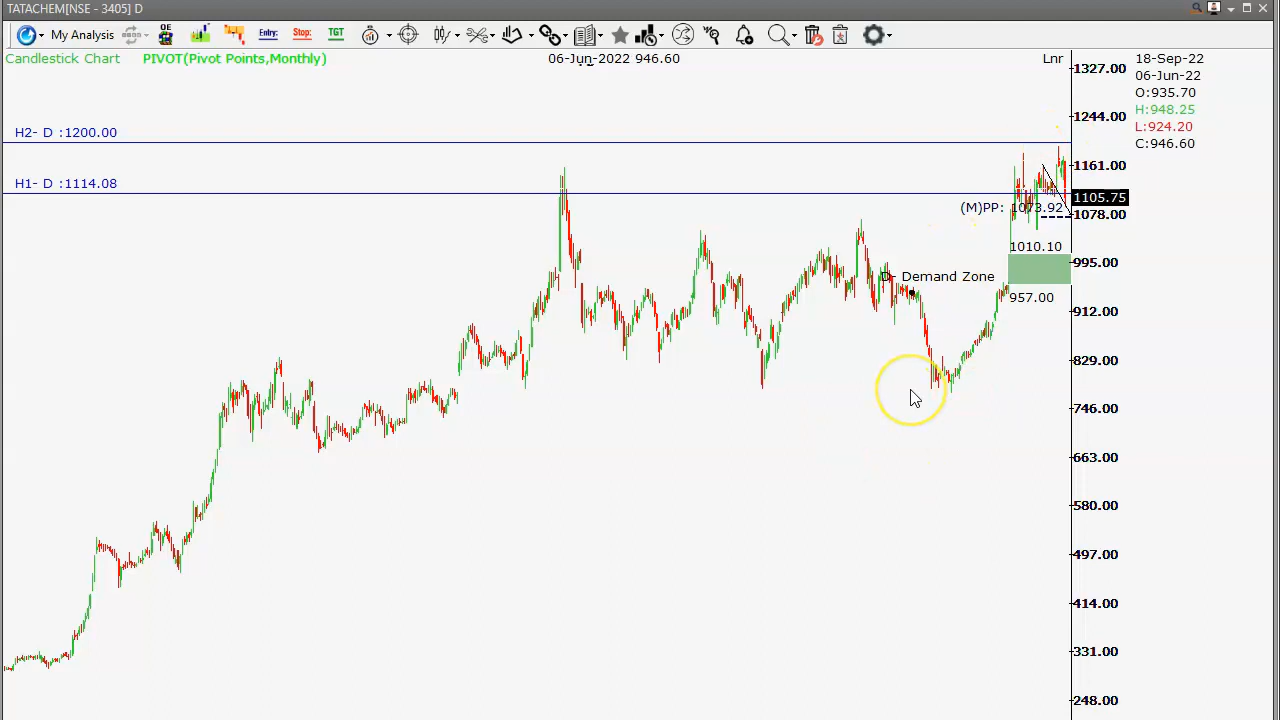 TATACHEM[NSE - 3405] D
My Analysis
OE
Entry:
Stop:
TGT
Candlestick Chart
PIVOT(Pivot Points,Monthly)
06-Jun-2022 946.60
Lnr
18-Sep-22
06-Jun-22
O:935.70
H:948.25
L:924.20
C:946.60
H2- D :1200.00
H1- D :1114.08
(M)PP: 1073.92
1010.10
D- Demand Zone
957.00
1327.00
1244.00
1161.00
1105.75
1078.00
995.00
912.00
829.00
746.00
663.00
580.00
497.00
414.00
331.00
248.00